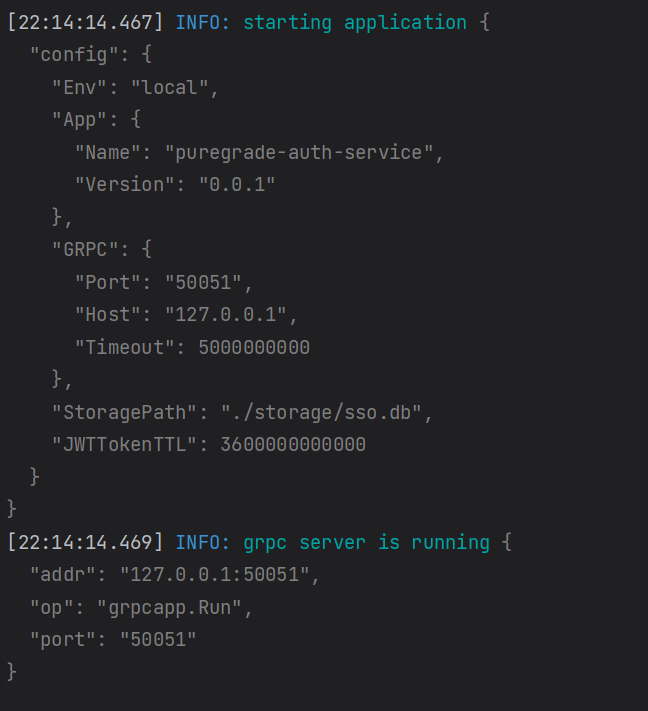 [22:14:14.467] INFO: starting application {
  "config": {
    "Env": "local",
    "App": {
      "Name": "puregrade-auth-service",
      "Version": "0.0.1"
    },
    "GRPC": {
      "Port": "50051",
      "Host": "127.0.0.1",
      "Timeout": 5000000000
    },
    "StoragePath": "./storage/sso.db",
    "JWTTokenTTL": 3600000000000
  }
}
[22:14:14.469] INFO: grpc server is running {
  "addr": "127.0.0.1:50051",
  "op": "grpcapp.Run",
  "port": "50051"
}